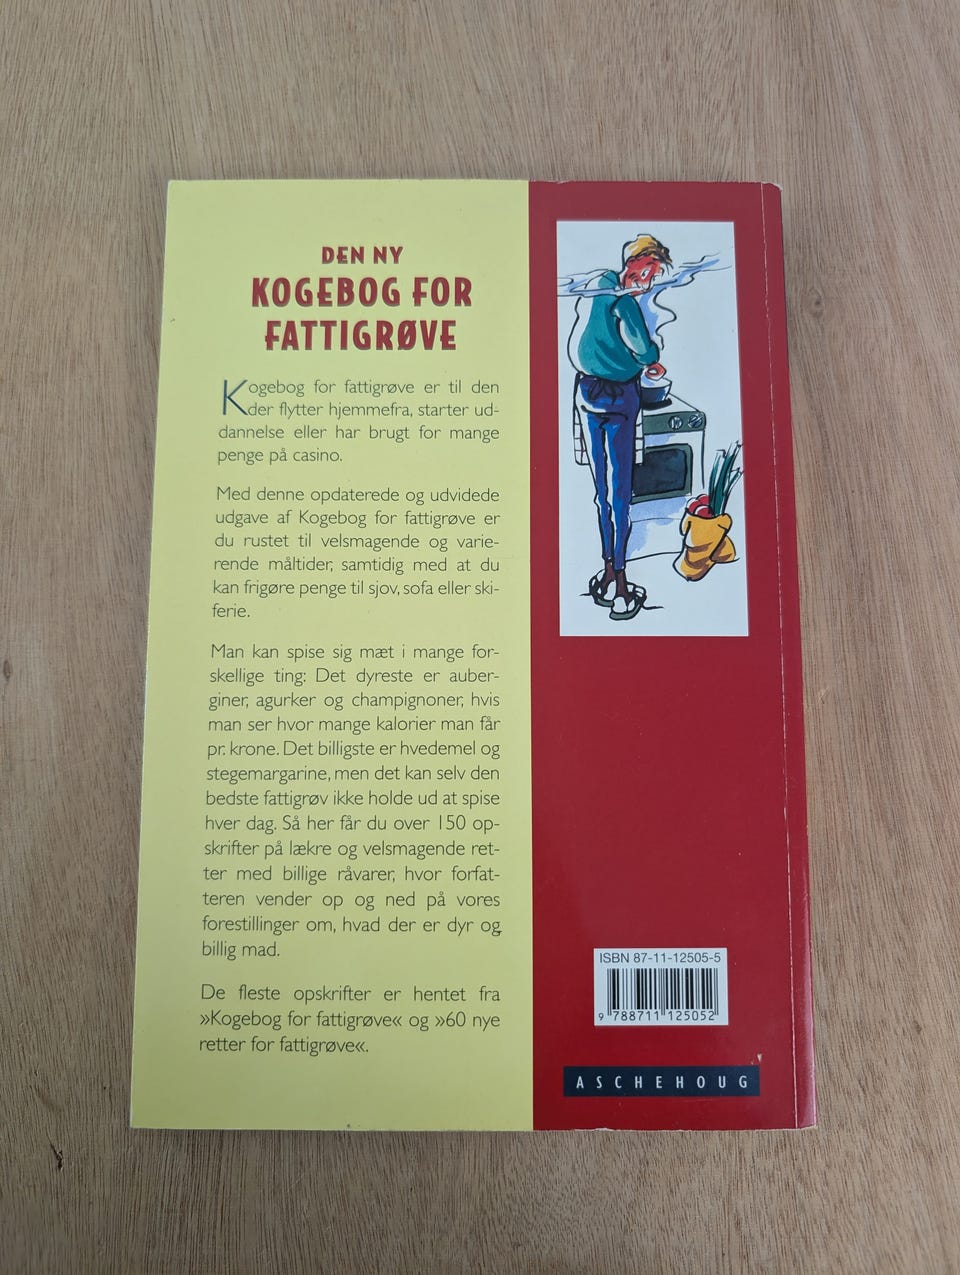 DEN NY
KOGEBOG FOR
FATTIGRØVE
Kogebog for fattigrøve er til den
der flytter hjemmefra, starter ud-
dannelse eller har brugt for mange
penge på casino.
Med denne opdaterede og udvidede
udgave af Kogebog for fattigrøve er
du rustet til velsmagende og varie-
rende måltider, samtidig med at du
kan frigøre penge til sjov, sofa eller ski-
ferie.
Man kan spise sig mæt i mange for-
skellige ting: Det dyreste er auber-
giner, agurker og champignoner, hvis
man ser hvor mange kalorier man får
pr. krone. Det billigste er hvedemel og
stegemargarine, men det kan selv den
bedste fattigrøv ikke holde ud at spise
hver dag. Så her får du over 150 op-
skrifter på lækre og velsmagende ret-
ter med billige råvarer, hvor forfat-
teren vender op og ned på vores
forestillinger om, hvad der er dyr og
billig mad.
De fleste opskrifter er hentet fra
»Kogebog for fattigrøve« og »60 nye
retter for fattigrøve«.
ISBN 87-11-12505-5
9 788711 125052
ASCHEHOUG